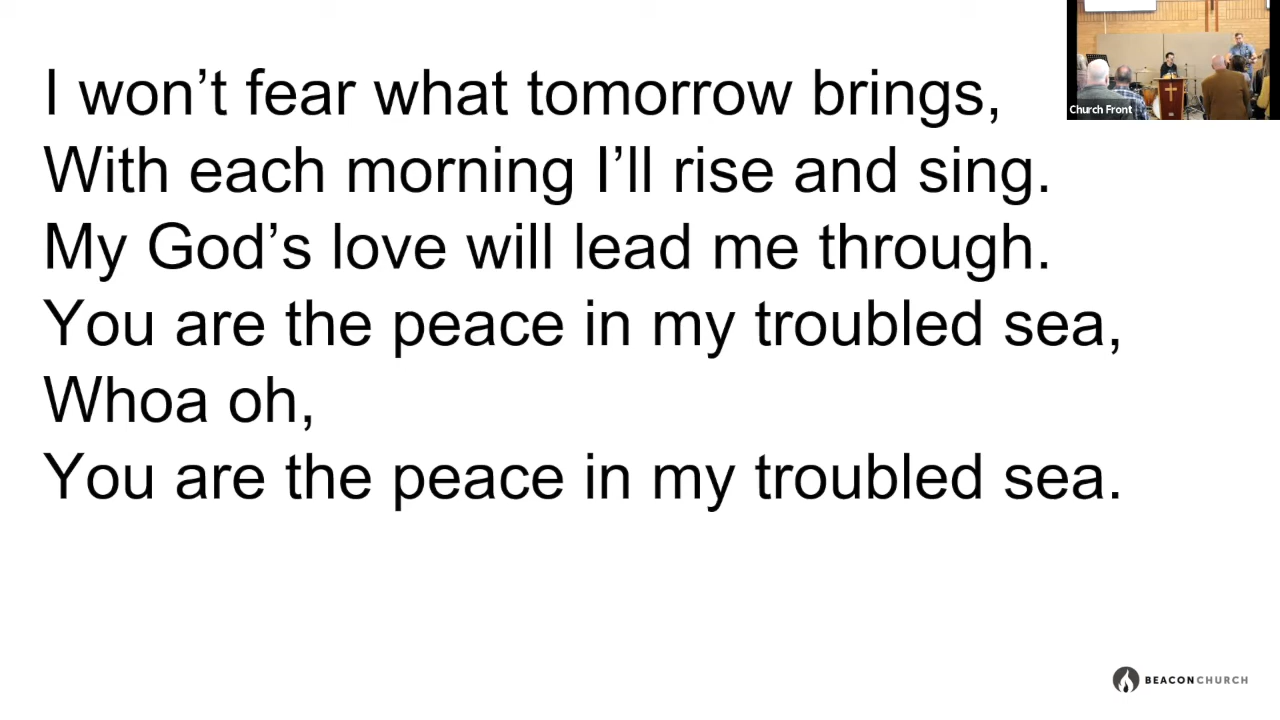 I won’t fear what tomorrow brings,
With each morning I’ll rise and sing.
My God’s love will lead me through.
You are the peace in my troubled sea,
Whoa oh,
You are the peace in my troubled sea.
Church Front
BEACONCHURCH